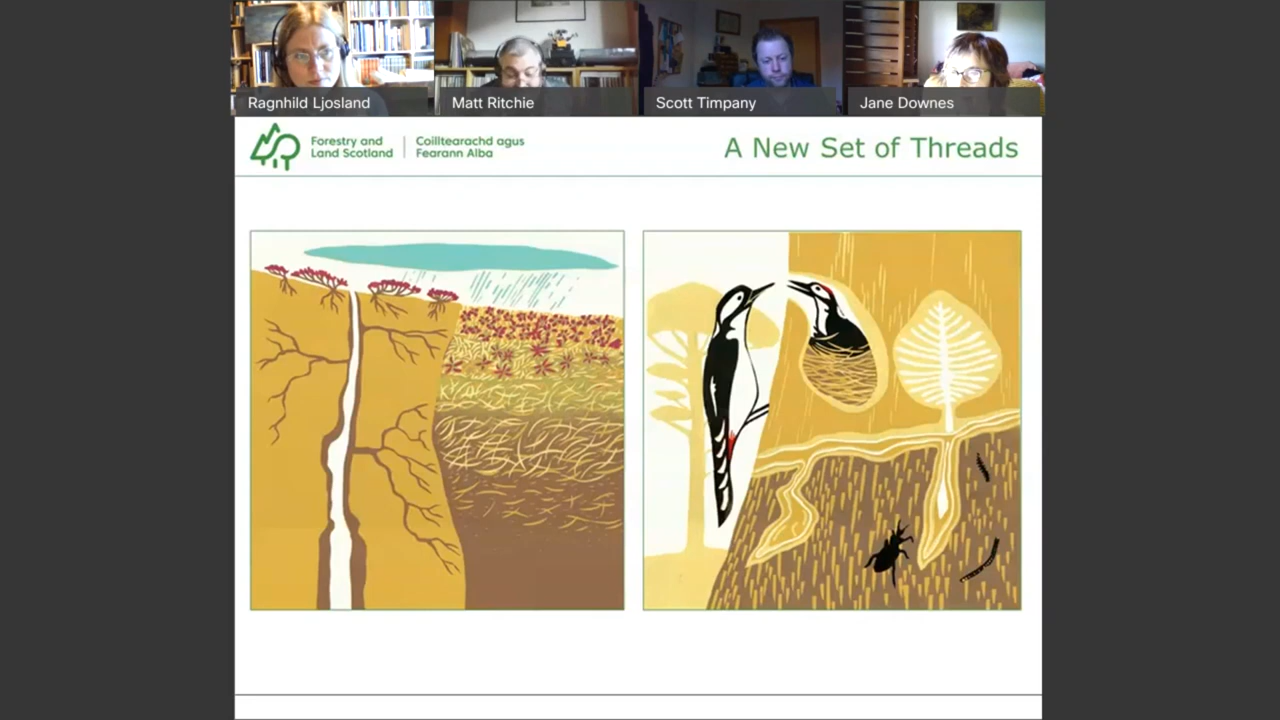 Ragnhild Ljosland
Matt Ritchie
Scott Timpany
Jane Downes
Forestry and
Land Scotland
Coilltearachd agus
Fearann Alba
A New Set of Threads